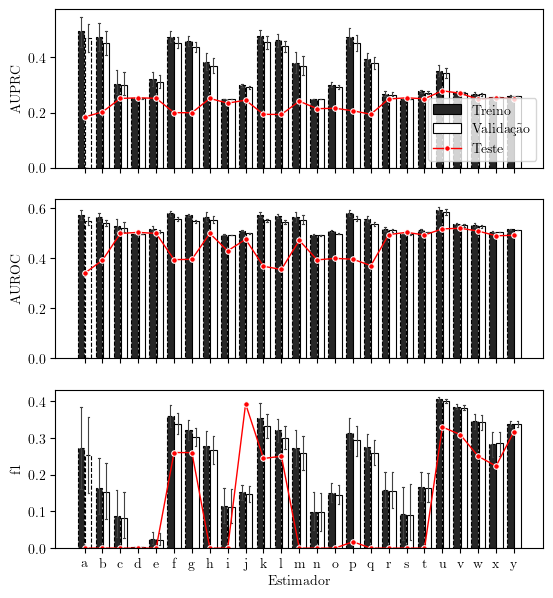 AUPRC
0.4
0.2
0.0
Treino
Validação
Teste
AUROC
0.6
0.4
0.2
0.0
f1
0.4
0.3
0.2
0.1
0.0
a b c d e f g h i j k l m n o p q r s t u v w x y
Estimador